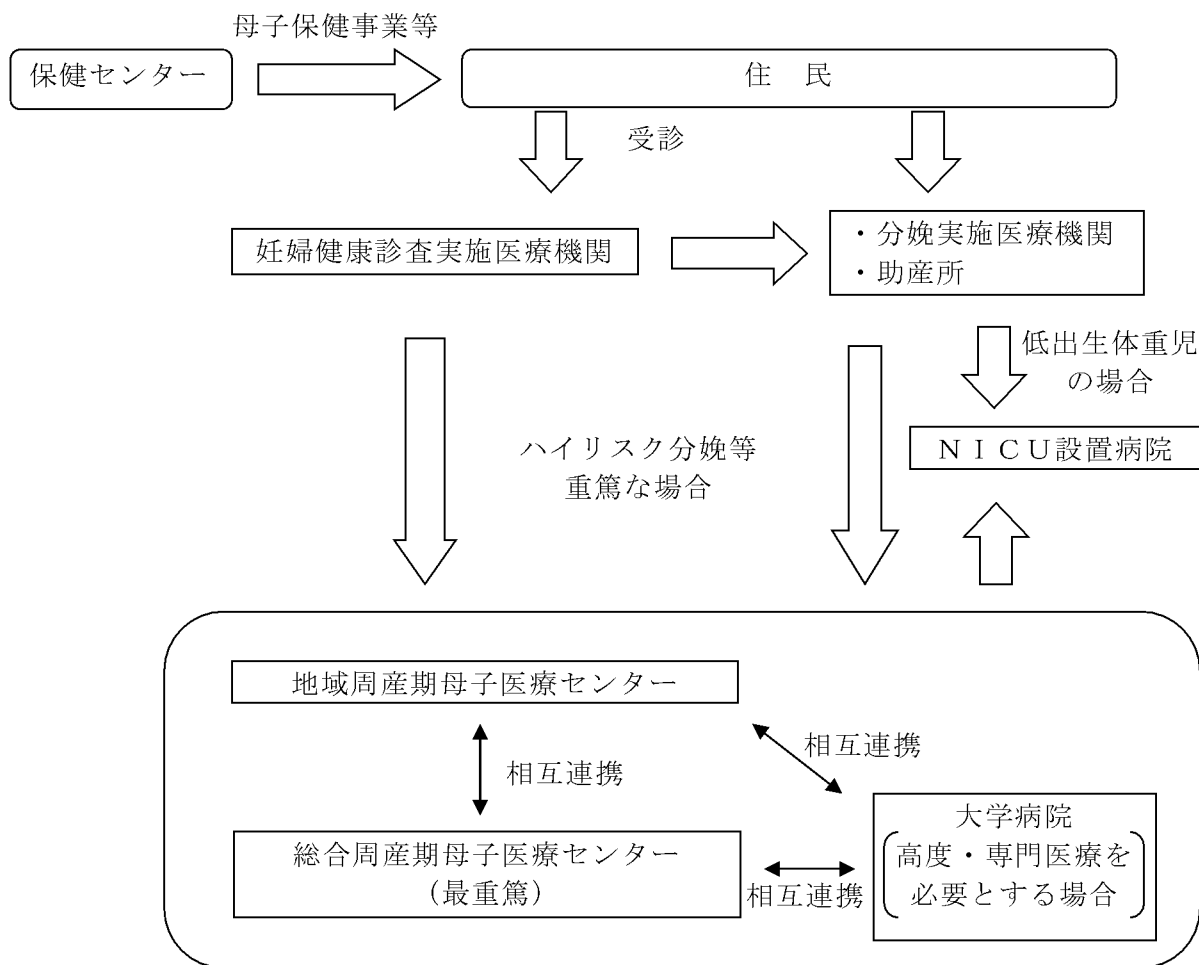 母子保健事業等
保健センター
住　民
受診
妊婦健康診査実施医療機関
・分娩実施医療機関
・助産所
低出生体重児
の場合
ＮＩＣＵ設置病院
ハイリスク分娩等
重篤な場合
地域周産期母子医療センター
相互連携
相互連携
総合周産期母子医療センター
（最重篤）
相互連携
大学病院
高度・専門医療を
必要とする場合